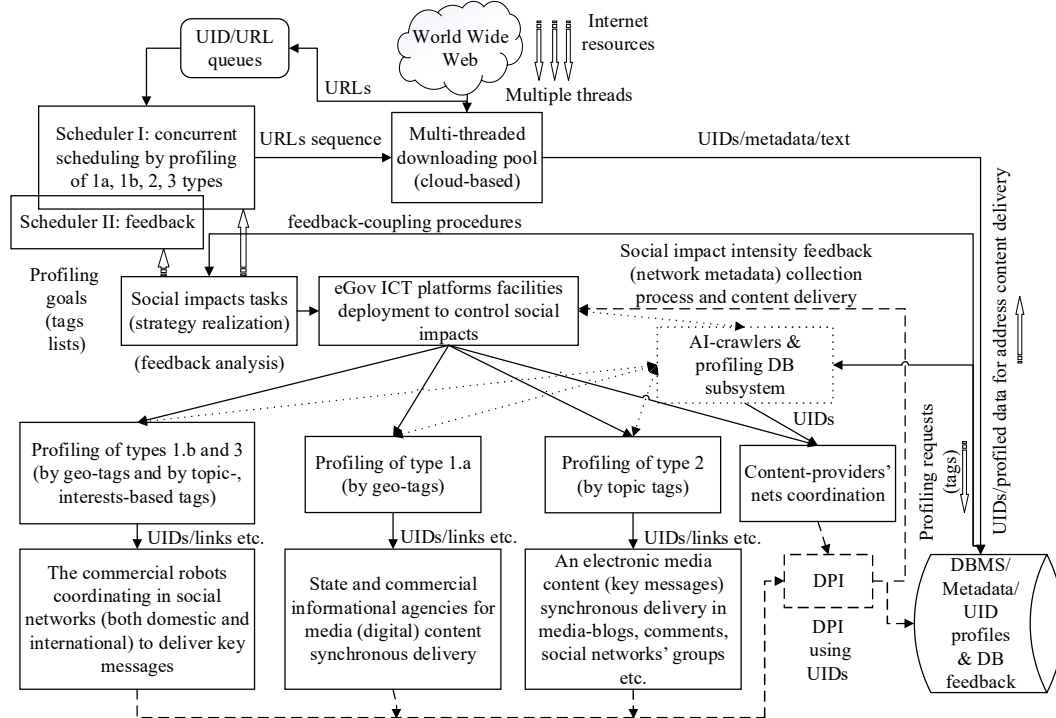 UID/URL
queues
World Wide
Web
Internet
resources
Multiple threads
URLs
Scheduler I: concurrent
scheduling by profiling
of 1a, 1b, 2, 3 types
URLs sequence
Multi-threaded
downloading pool
(cloud-based)
UIDs/metadata/text
Scheduler II: feedback
feedback-coupling procedures
Profiling
goals
(tags
lists)
Social impacts tasks
(strategy realization)
(feedback analysis)
eGov ICT platforms facilities
deployment to control social
impacts
Social impact intensity feedback
(network metadata) collection
process and content delivery
AI-crawlers &
profiling DB
subsystem
UIDs
UIDs/profiled data for address content delivery
Profiling requests
(tags)
Profiling of types 1.b and 3
(by geo-tags and by topic-,
interests-based tags)
Profiling of type 1.a
(by geo-tags)
Profiling of type 2
(by topic tags)
Content-providers’
nets coordination
UIDs/links etc.
UIDs/links etc.
UIDs/links etc.
The commercial robots
coordinating in social
networks (both domestic and
international) to deliver key
messages
State and commercial
informational agencies for
media (digital) content
synchronous delivery
An electronic media
content (key messages)
synchronous delivery in
media-blogs, comments,
social networks’ groups
etc.
DPI
DPI
using
UIDs
DBMS/
Metadata/
UID
profiles
& DB
feedback